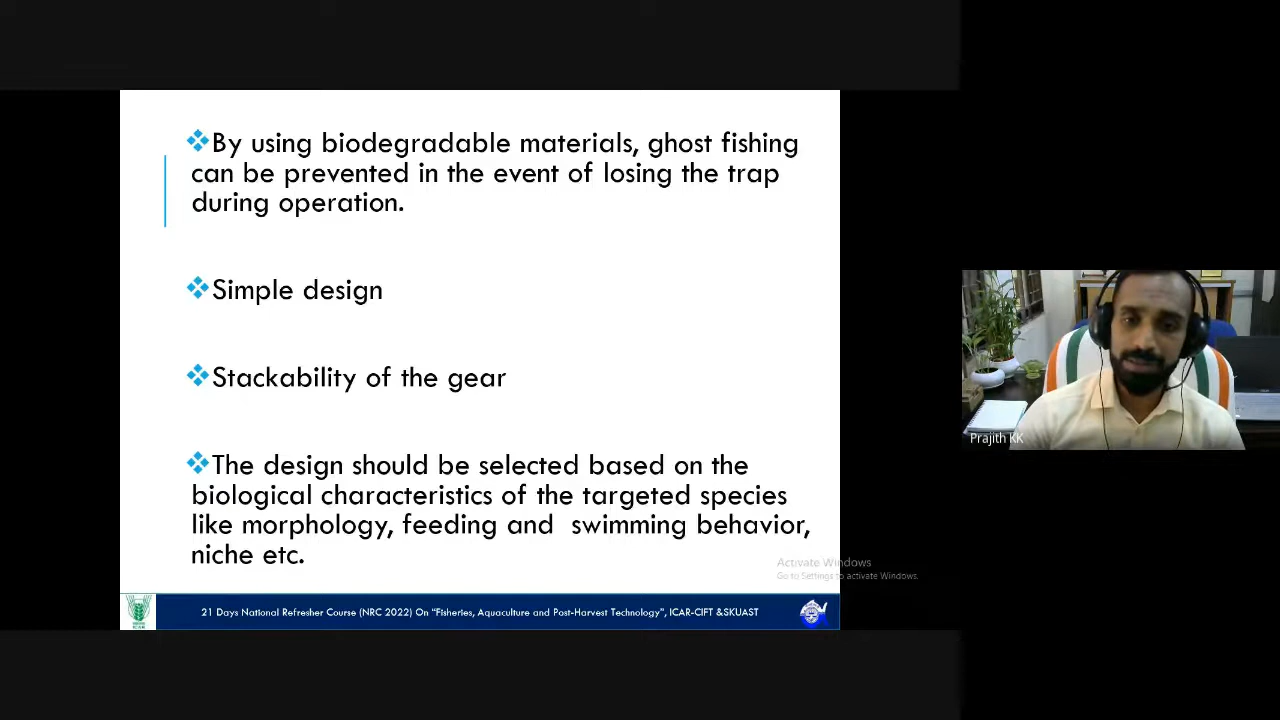 ❖By using biodegradable materials, ghost fishing
can be prevented in the event of losing the trap
during operation.
❖Simple design
❖Stackability of the gear
❖The design should be selected based on the
biological characteristics of the targeted species
like morphology, feeding and swimming behavior,
niche etc.
Prajith KK
Activate Windows
Go to Settings to activate Windows.
21 Days National Refresher Course (NRC 2022) On "Fisheries, Aquaculture and Post-Harvest Technology", ICAR-CIFT &SKUAST